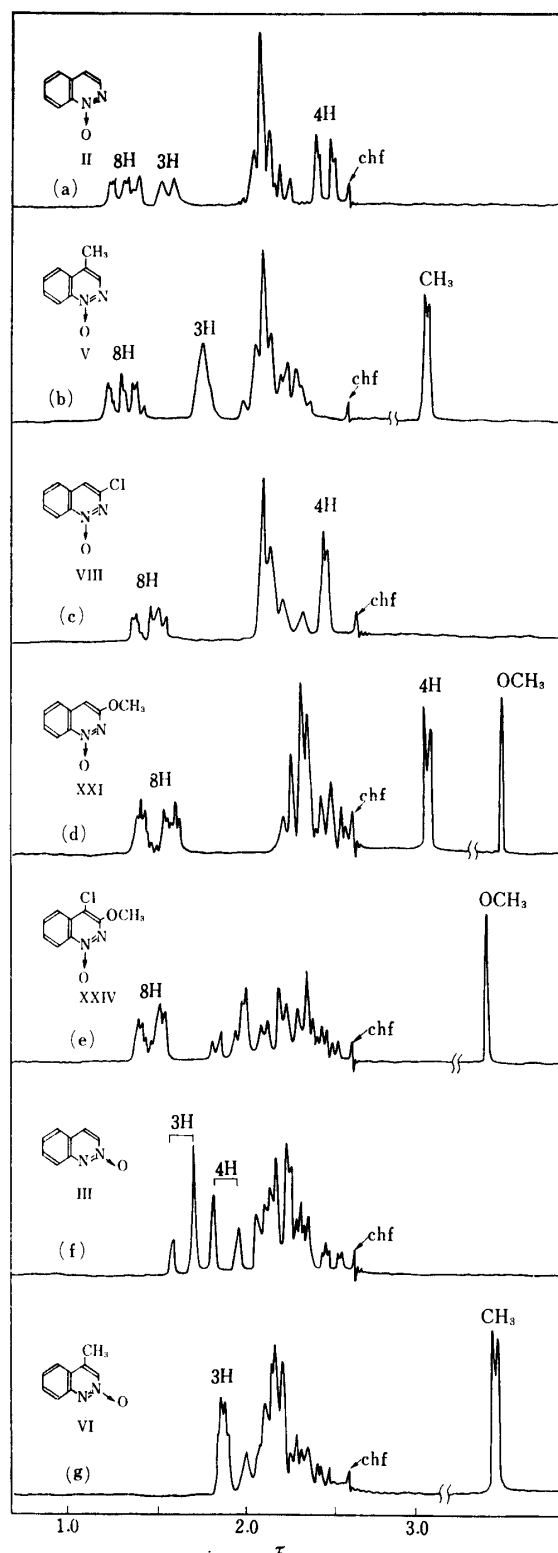 N N
O
II
8H 3H
4H
chf
(a)
CH₃
N N
O
V
8H
3H
chf
CH₃
(b)
Cl
N N
O
VIII
8H
4H
chf
(c)
OCH₃
N N
O
XXI
8H
chf
4H
OCH₃
(d)
Cl
OCH₃
N N
O
XXIV
8H
chf
OCH₃
(e)
N N O
III
3H
4H
chf
(f)
CH₃
N N O
VI
3H
chf
CH₃
(g)
1.0 2.0 3.0
τ